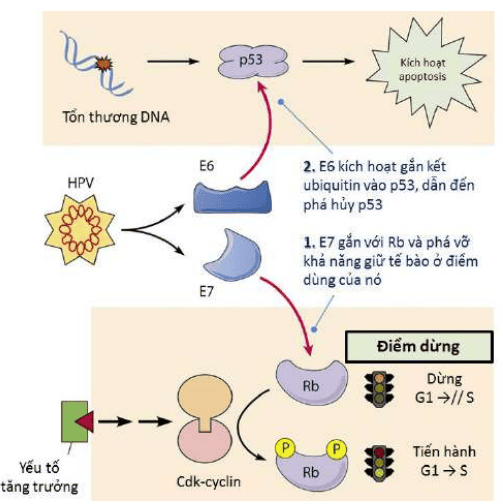 p53
Kích hoạt
apoptosis
Tổn thương DNA
HPV
E6
E7
2. E6 kích hoạt gắn kết
ubiquitin vào p53, dẫn đến
phá hủy p53
1. E7 gắn với Rb và phá vỡ
khả năng giữ tế bào ở điểm
dùng của nó
Điểm dừng
Rb
Dừng
G1 →// S
P
P
Rb
Tiến hành
G1 → S
Cdk-cyclin
Yếu tố
tăng trưởng